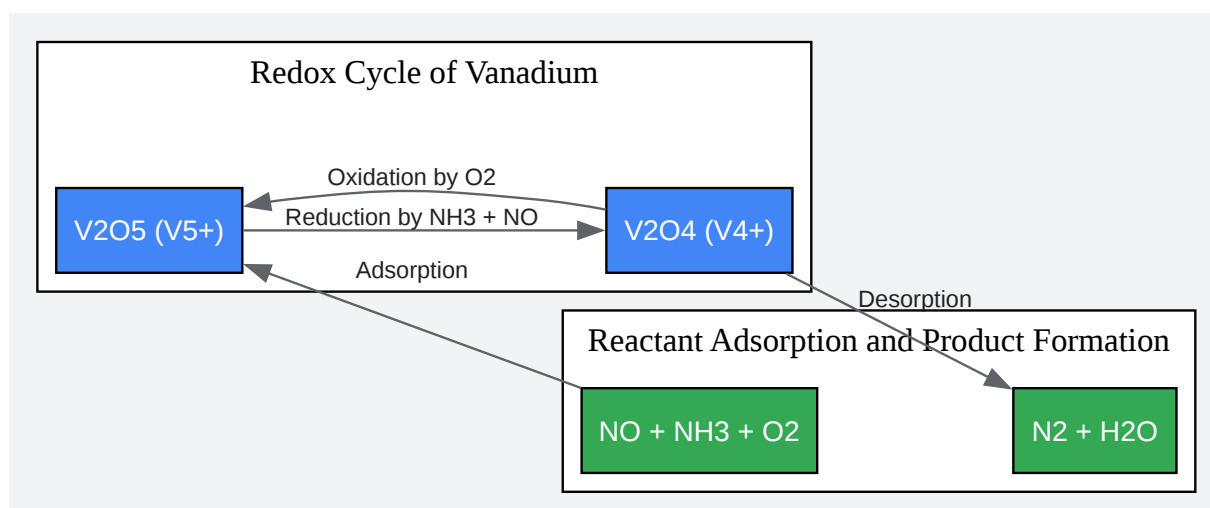 Redox Cycle of Vanadium
Oxidation by O2
Reduction by NH3 + NO
V2O5 (V5+)
V2O4 (V4+)
Adsorption
Desorption
Reactant Adsorption and Product Formation
NO + NH3 + O2
N2 + H2O